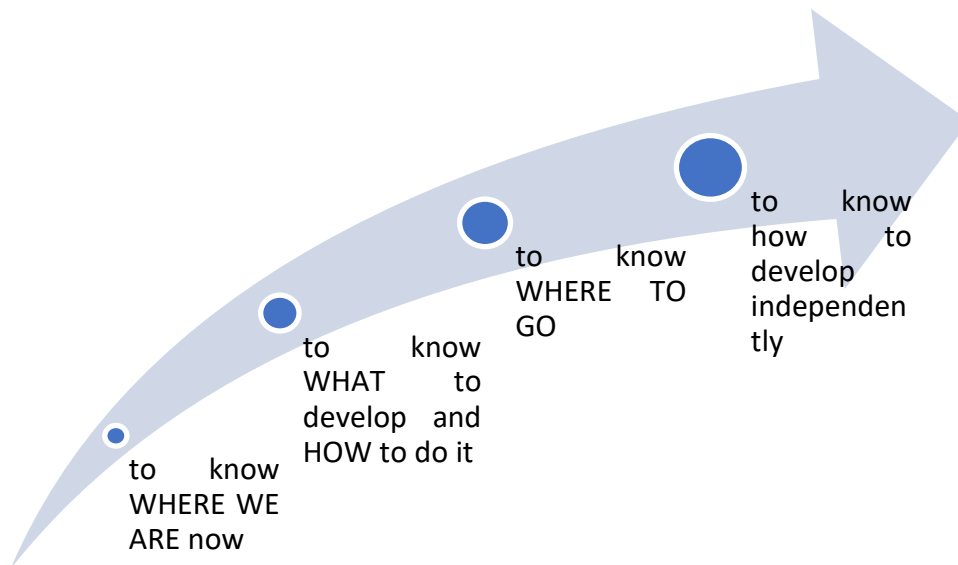 to know
WHERE WE
ARE now
to know
WHAT to
develop and
HOW to do it
to know
WHERE TO
GO
to know
how to
develop
independen
tly